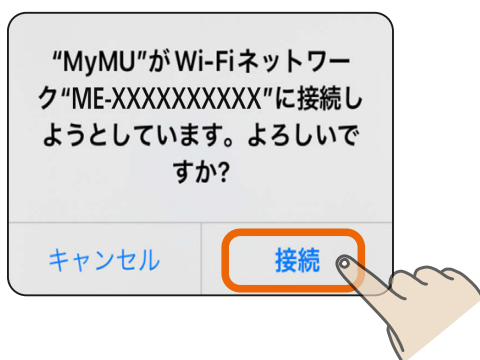 “MyMU”がWi-Fiネットワー
ク“ME-XXXXXXXXXXX”に接続し
ようとしています。よろしいで
すか?
キャンセル
接続